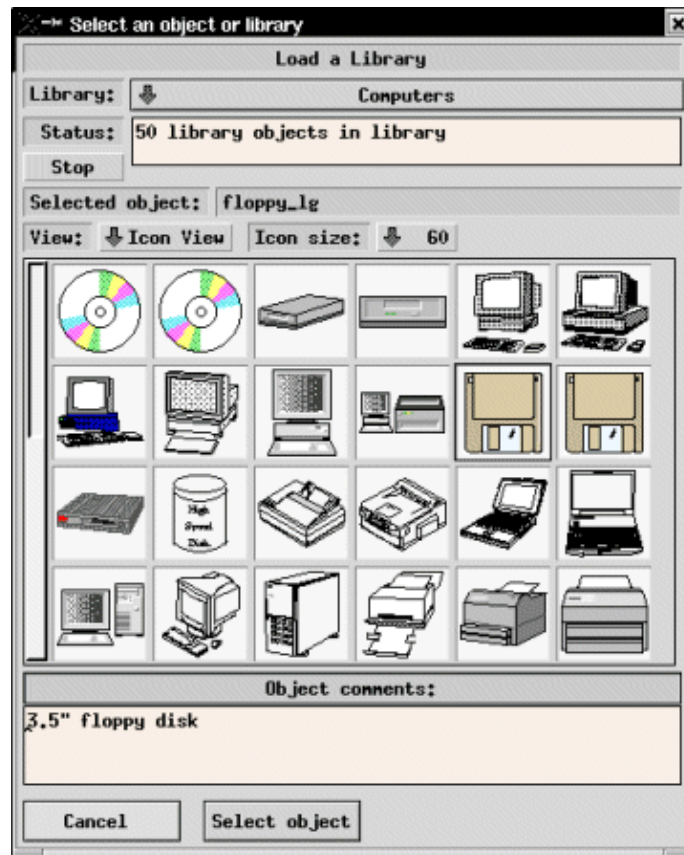 Select an object or library
Load a Library
Library: Computers
Status: 50 library objects in library
Stop
Selected object: floppy_lg
View: Icon View Icon size: 60
High
Speed
Disk
Object comments:
3.5" floppy disk
Cancel Select object